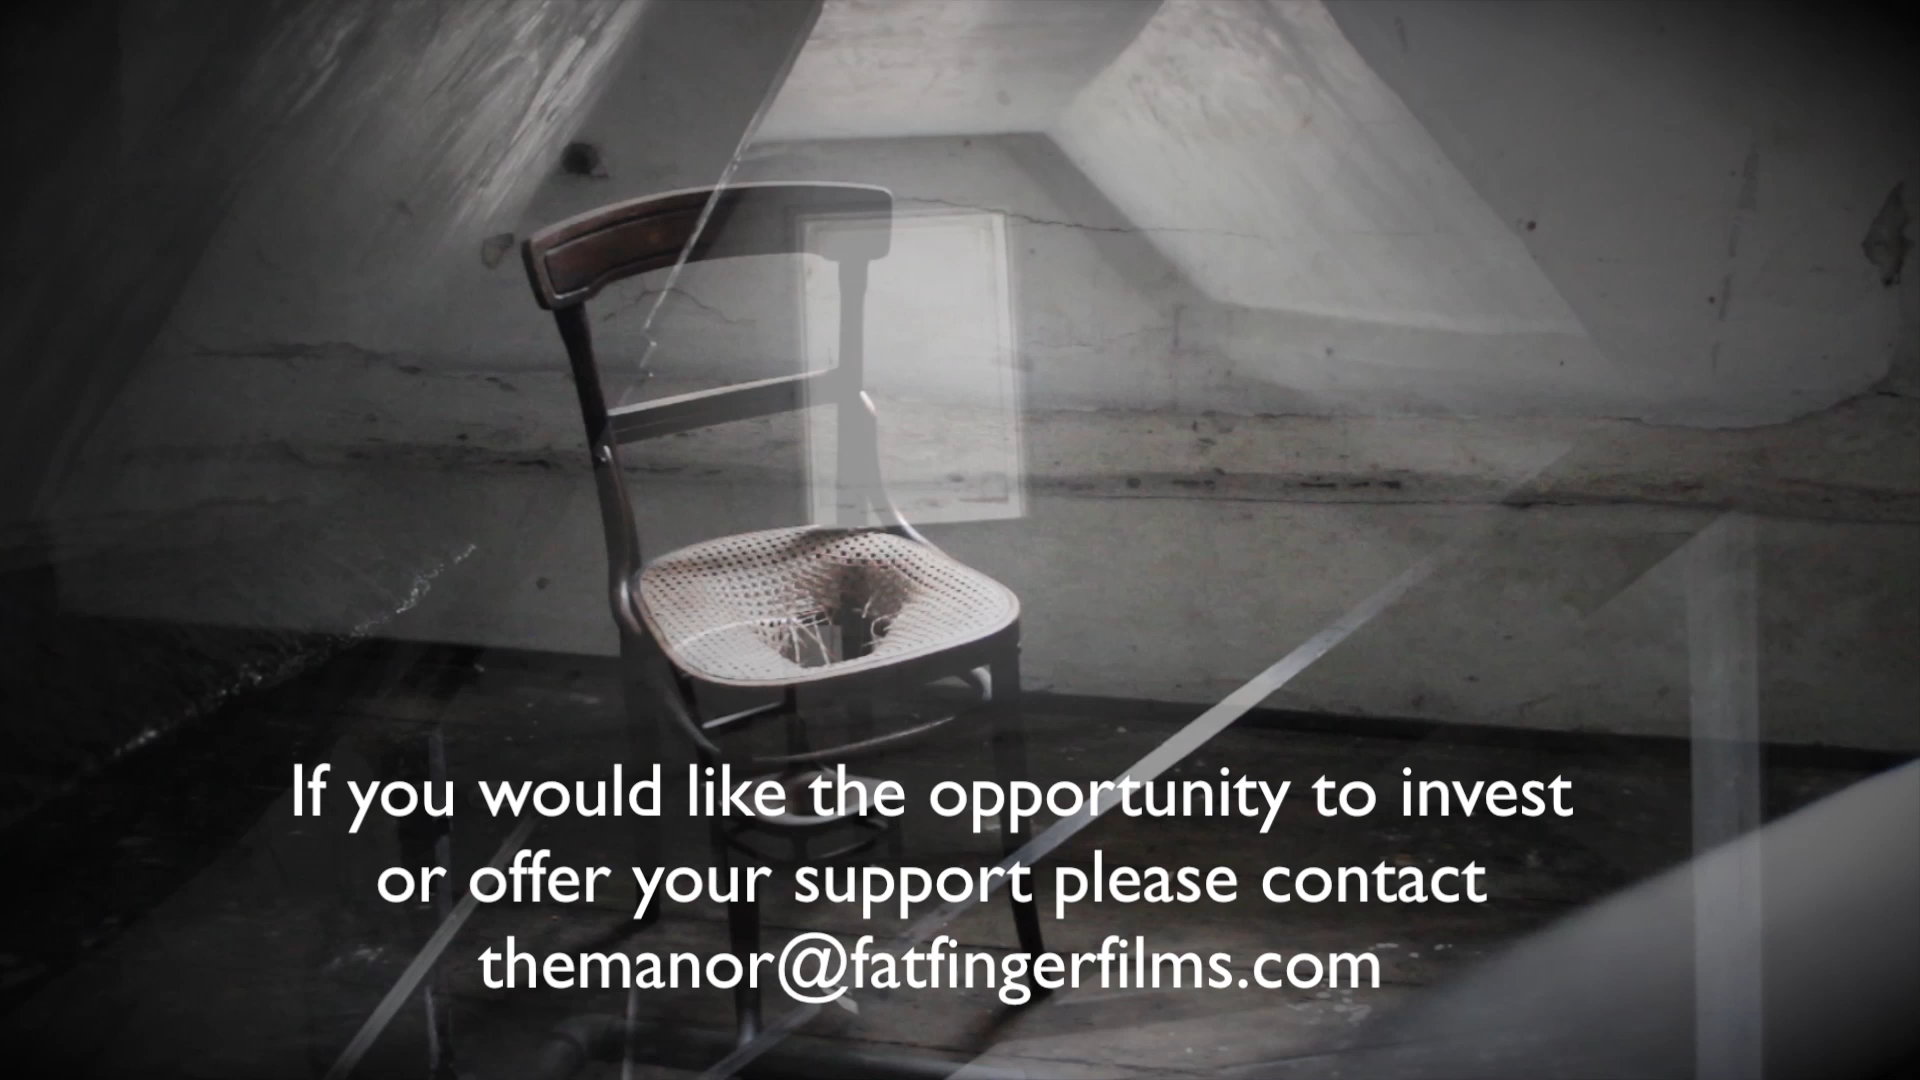 If you would like the opportunity to invest
or offer your support please contact
themanor@fatfingerfilms.com